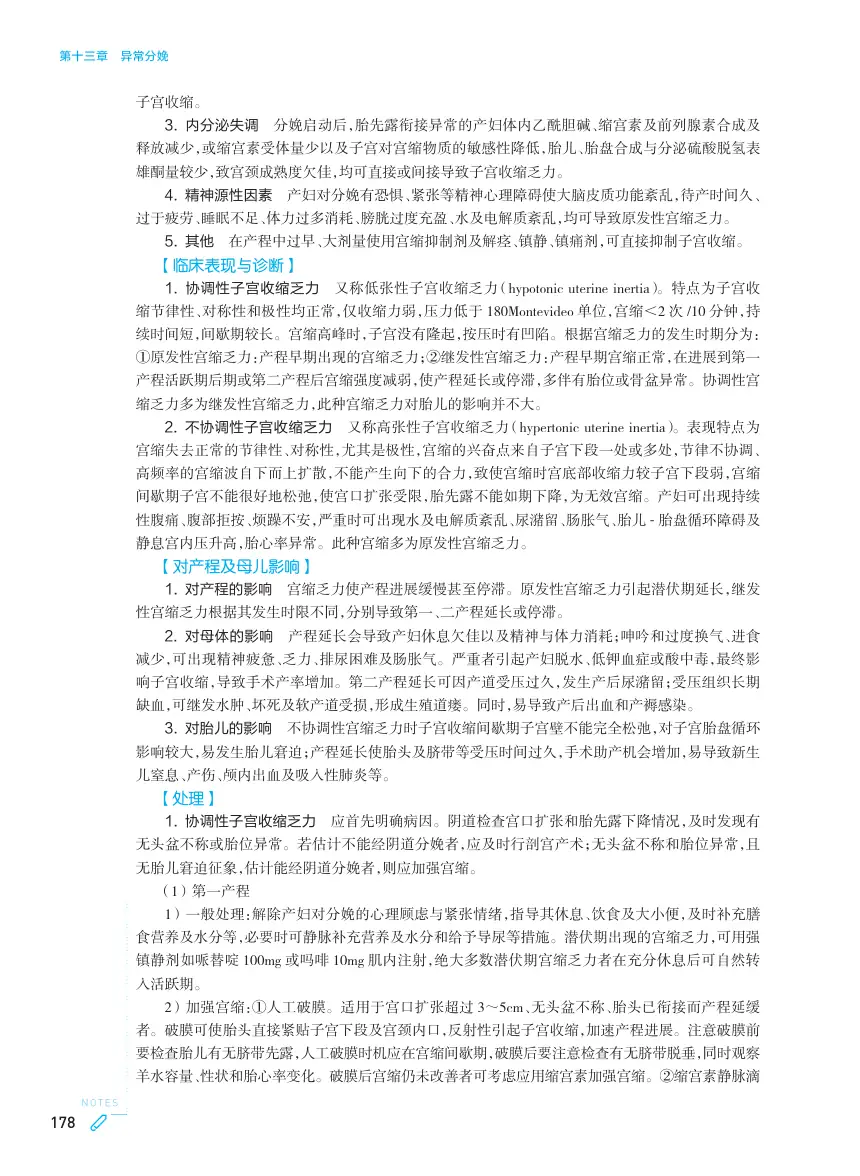 第十三章 异常分娩
子宫收缩。
3. 内分泌失调 分娩启动后,胎先露衔接异常的产妇体内乙酰胆碱、缩宫素及前列腺素合成及
释放减少,或缩宫素受体量少以及子宫对宫缩物质的敏感性降低,胎儿、胎盘合成与分泌硫酸脱氢表
雄酮量较少,致宫颈成熟度欠佳,均可直接或间接导致子宫收缩乏力。
4. 精神源性因素 产妇对分娩有恐惧、紧张等精神心理障碍使大脑皮质功能紊乱,待产时间久、
过于疲劳、睡眠不足、体力过多消耗、膀胱过度充盈、水及电解质紊乱,均可导致原发性宫缩乏力。
5. 其他 在产程中过早、大剂量使用宫缩抑制剂及解痉、镇静、镇痛剂,可直接抑制子宫收缩。
【临床表现与诊断】
1. 协调性子宫收缩乏力 又称低张性子宫收缩乏力(hypotonic uterine inertia)。特点为子宫收
缩节律性、对称性和极性均正常,仅收缩力弱,压力低于 180Montevideo 单位,宫缩<2 次 /10 分钟,持
续时间短,间歇期较长。宫缩高峰时,子宫没有隆起,按压时有凹陷。根据宫缩乏力的发生时期分为:
①原发性宫缩乏力:产程早期出现的宫缩乏力;②继发性宫缩乏力:产程早期宫缩正常,在进展到第一
产程活跃期后期或第二产程后宫缩强度减弱,使产程延长或停滞,多伴有胎位或骨盆异常。协调性宫
缩乏力多为继发性宫缩乏力,此种宫缩乏力对胎儿的影响并不大。
2. 不协调性子宫收缩乏力 又称高张性子宫收缩乏力(hypertonic uterine inertia)。表现特点为
宫缩失去正常的节律性、对称性,尤其是极性,宫缩的兴奋点来自子宫下段一处或多处,节律不协调、
高频率的宫缩波自下而上扩散,不能产生向下的合力,致使宫缩时宫底部收缩力较子宫下段弱,宫缩
间歇期子宫不能很好地松弛,使宫口扩张受限,胎先露不能如期下降,为无效宫缩。产妇可出现持续
性腹痛、腹部拒按、烦躁不安,严重时可出现水及电解质紊乱、尿潴留、肠胀气、胎儿 - 胎盘循环障碍及
静息宫内压升高,胎心率异常。此种宫缩多为原发性宫缩乏力。
【对产程及母儿影响】
1. 对产程的影响 宫缩乏力使产程进展缓慢甚至停滞。原发性宫缩乏力引起潜伏期延长,继发
性宫缩乏力根据其发生时限不同,分别导致第一、二产程延长或停滞。
2. 对母体的影响 产程延长会导致产妇休息欠佳以及精神与体力消耗;呻吟和过度换气、进食
减少,可出现精神疲惫、乏力、排尿困难及肠胀气。严重者引起产妇脱水、低钾血症或酸中毒,最终影
响子宫收缩,导致手术产率增加。第二产程延长可因产道受压过久,发生产后尿潴留;受压组织长期
缺血,可继发水肿、坏死及软产道受损,形成生殖道瘘。同时,易导致产后出血和产褥感染。
3. 对胎儿的影响 不协调性宫缩乏力时子宫收缩间歇期子宫壁不能完全松弛,对子宫胎盘循环
影响较大,易发生胎儿窘迫;产程延长使胎头及脐带等受压时间过久,手术助产机会增加,易导致新生
儿窒息、产伤、颅内出血及吸入性肺炎等。
【处理】
1. 协调性子宫收缩乏力 应首先明确病因。阴道检查宫口扩张和胎先露下降情况,及时发现有
无头盆不称或胎位异常。若估计不能经阴道分娩者,应及时行剖宫产术;无头盆不称和胎位异常,且
无胎儿窘迫征象,估计能经阴道分娩者,则应加强宫缩。
(1)第一产程
1)一般处理:解除产妇对分娩的心理顾虑与紧张情绪,指导其休息、饮食及大小便,及时补充膳
食营养及水分等,必要时可静脉补充营养及水分和给予导尿等措施。潜伏期出现的宫缩乏力,可用强
镇静剂如哌替啶 100mg 或吗啡 10mg 肌内注射,绝大多数潜伏期宫缩乏力者在充分休息后可自然转
入活跃期。
2)加强宫缩:①人工破膜。适用于宫口扩张超过 3~5cm、无头盆不称、胎头已衔接而产程延缓
者。破膜可使胎头直接紧贴子宫下段及宫颈内口,反射性引起子宫收缩,加速产程进展。注意破膜前
要检查胎儿有无脐带先露,人工破膜时机应在宫缩间歇期,破膜后要注意检查有无脐带脱垂,同时观察
羊水容量、性状和胎心率变化。破膜后宫缩仍未改善者可考虑应用缩宫素加强宫缩。②缩宫素静脉滴
NOTES
178